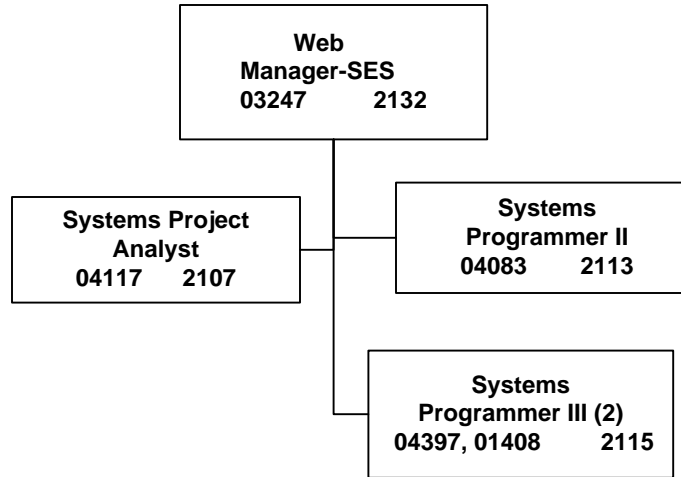 Web
Manager-SES
03247 2132
Systems Project
Analyst
04117 2107
Systems
Programmer II
04083 2113
Systems
Programmer III (2)
04397, 01408 2115